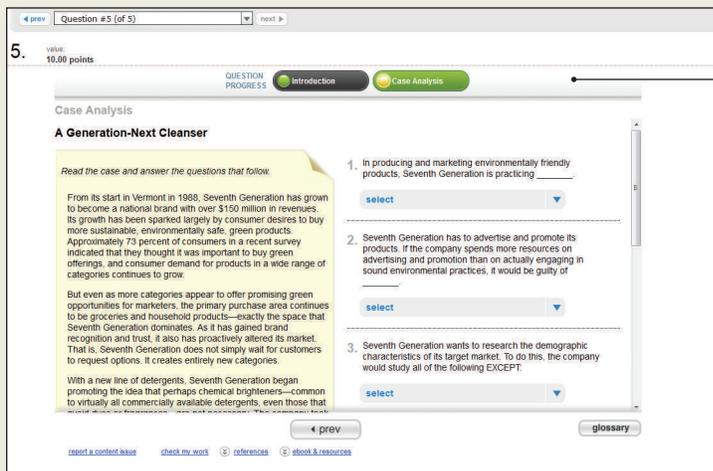 prev
Question #5 (of 5)
next
5.
value:
10.00 points
QUESTION
PROGRESS
Introduction
Case Analysis
Case Analysis
A Generation-Next Cleanser
Read the case and answer the questions that follow.
From its start in Vermont in 1988, Seventh Generation has grown
to become a national brand with over $150 million in revenues.
Its growth has been sparked largely by consumer desires to buy
more sustainable, environmentally safe, green products.
Approximately 73 percent of consumers in a recent survey
indicated that they thought it was important to buy green
offerings, and consumer demand for products in a wide range of
categories continues to grow.
But even as more categories appear to offer promising green
opportunities for marketers, the primary purchase area continues
to be groceries and household products—exactly the space that
Seventh Generation dominates. As it has gained brand
recognition and trust, it also has proactively altered its market.
That is, Seventh Generation does not simply wait for customers
to request options. It creates entirely new categories.
With a new line of detergents, Seventh Generation began
promoting the idea that perhaps chemical brighteners—common
to virtually all commercially available detergents, even those that
1. In producing and marketing environmentally friendly
products, Seventh Generation is practicing _______.
select
2. Seventh Generation has to advertise and promote its
products. If the company spends more resources on
advertising and promotion than on actually engaging in
sound environmental practices, it would be guilty of
_______.
select
3. Seventh Generation wants to research the demographic
characteristics of its target market. To do this, the company
would study all of the following EXCEPT:
select
prev
glossary
report a content issue
check my work
references
ebook & resources